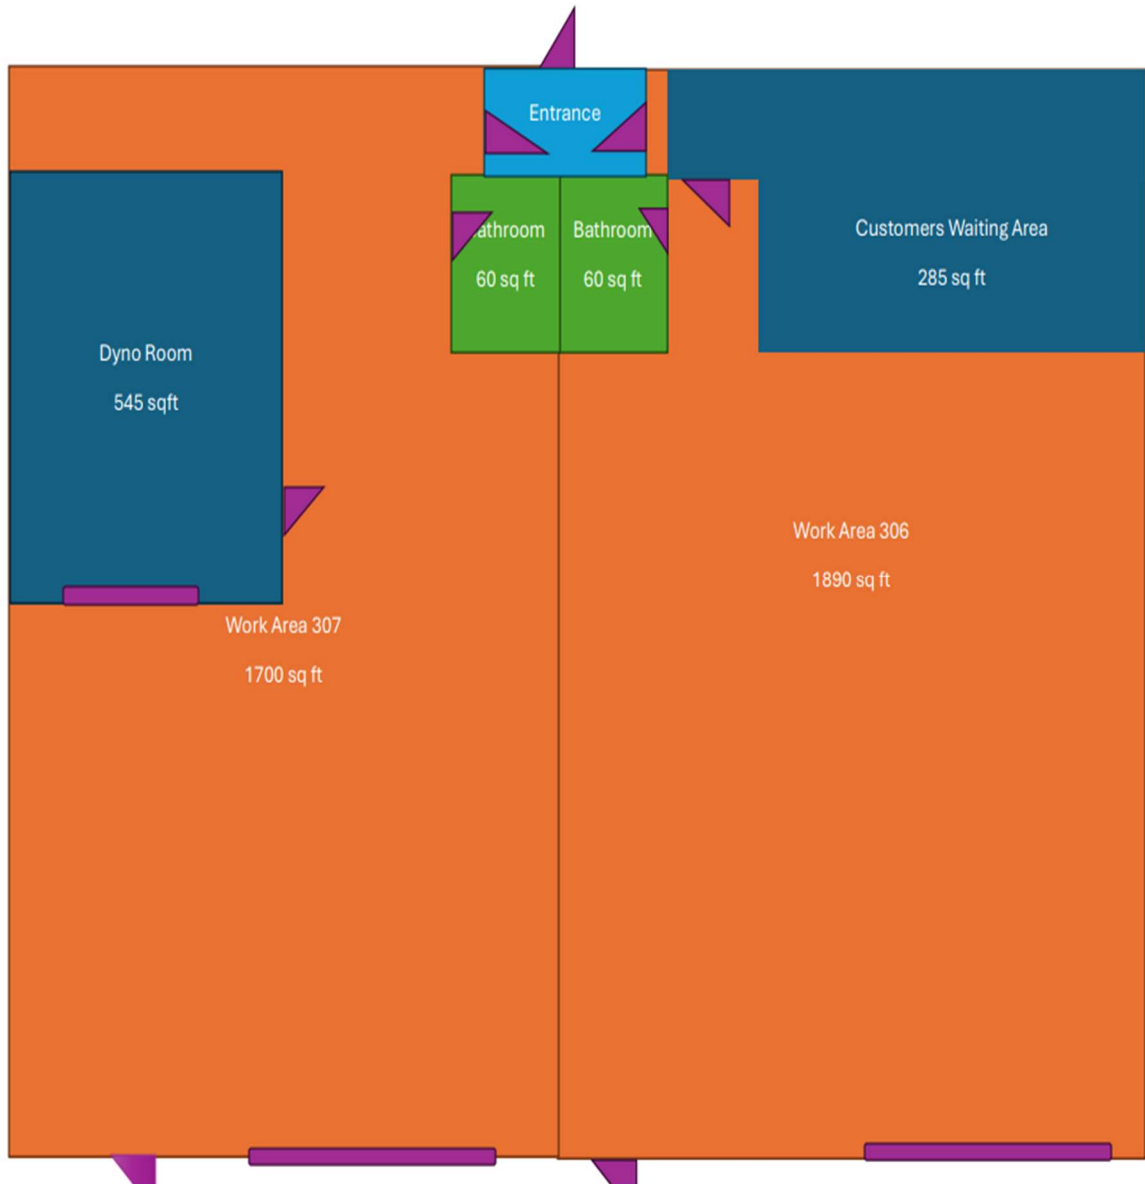 Entrance
athroom
60 sq ft
Bathroom
60 sq ft
Customers Waiting Area
285 sq ft
Dyno Room
545 sqft
Work Area 306
1890 sq ft
Work Area 307
1700 sq ft